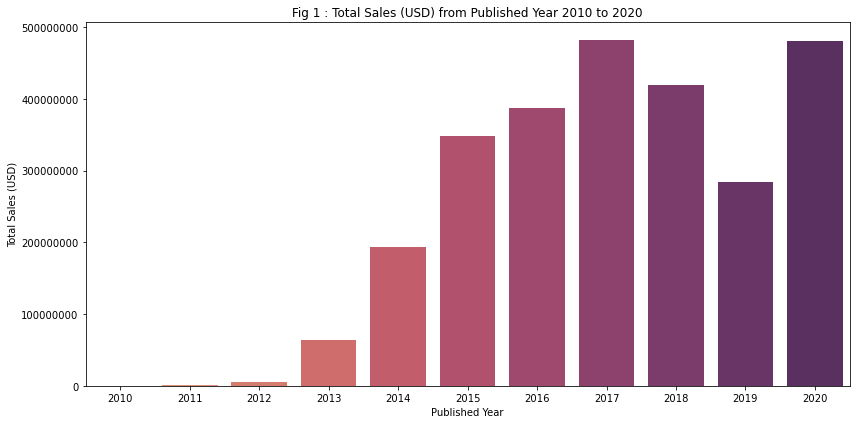 Fig 1 : Total Sales (USD) from Published Year 2010 to 2020
Total Sales (USD)
500000000
400000000
300000000
200000000
100000000
0
2010 2011 2012 2013 2014 2015 2016 2017 2018 2019 2020
Published Year